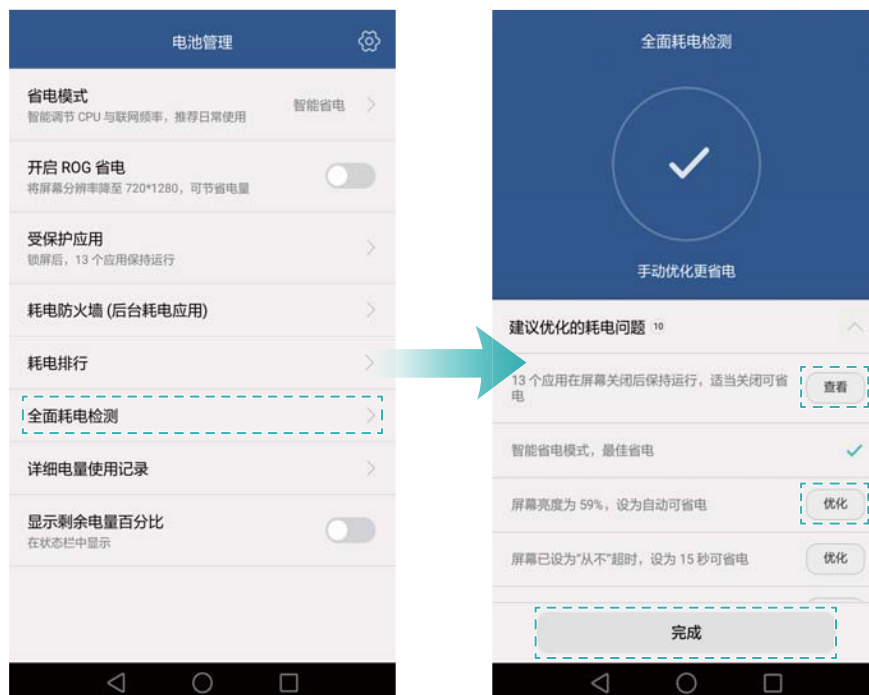 电池管理
省电模式
智能调节 CPU 与联网频率，推荐日常使用
智能省电
开启 ROG 省电
将屏幕分辨率降至 720*1280，可节省电量
受保护应用
锁屏后，13 个应用保持运行
耗电防火墙 (后台耗电应用)
耗电排行
全面耗电检测
详细电量使用记录
显示剩余电量百分比
在状态栏中显示
全面耗电检测
手动优化更省电
建议优化的耗电问题 10
13 个应用在屏幕关闭后保持运行，适当关闭可省
电
查看
智能省电模式，最佳省电
屏幕亮度为 59%，设为自动可省电
优化
屏幕已设为“从不”超时，设为 15 秒可省电
优化
完成